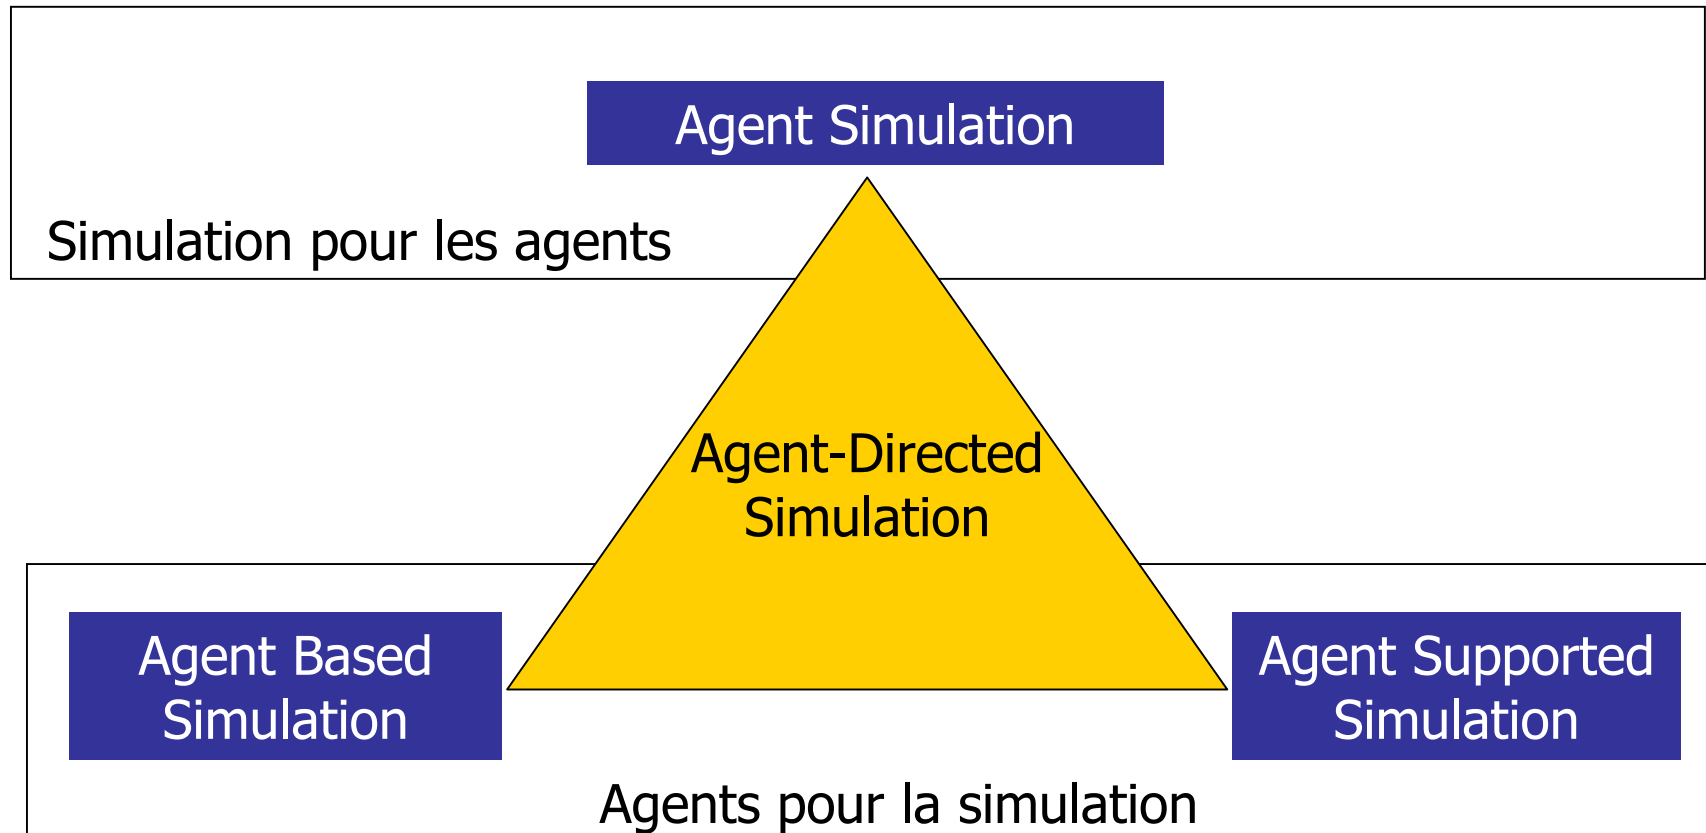 Agent Simulation
Simulation pour les agents
Agent-Directed
Simulation
Agent Based
Simulation
Agent Supported
Simulation
Agents pour la simulation